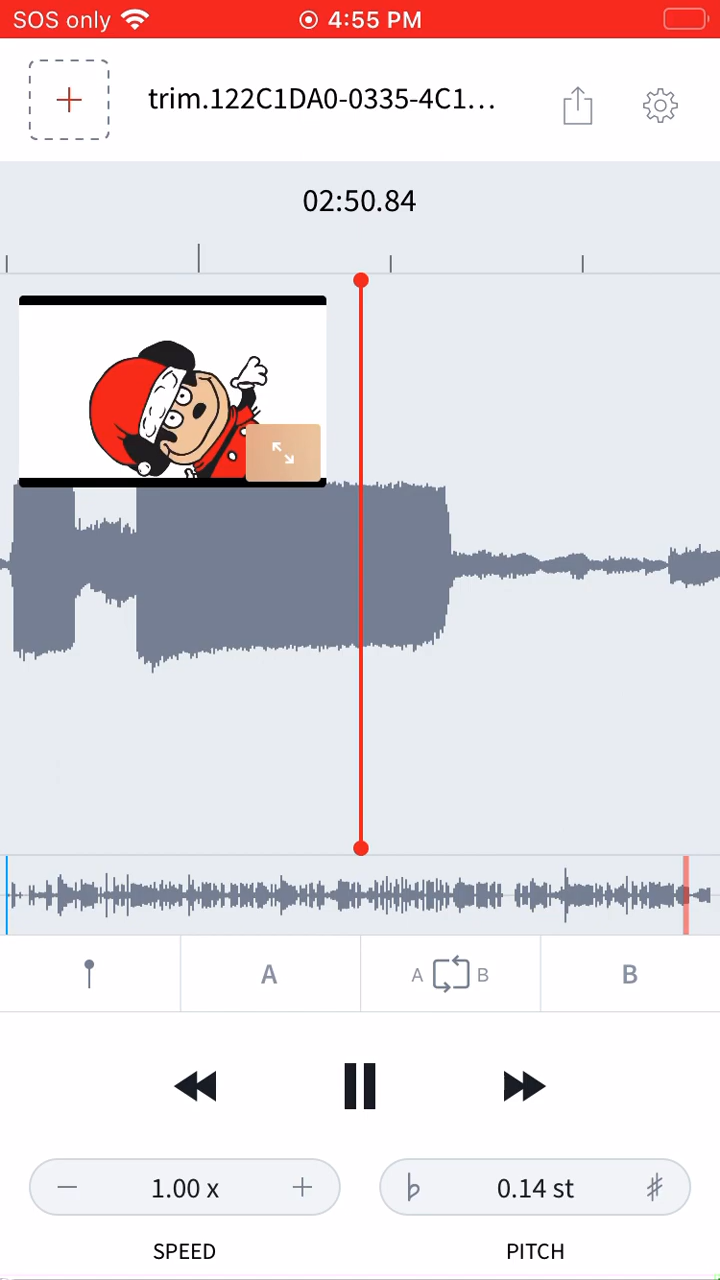 SOS only 4:55 PM
trim.122C1DA0-0335-4C1...
02:50.84
A A B B
1.00 x 0.14 st
SPEED PITCH